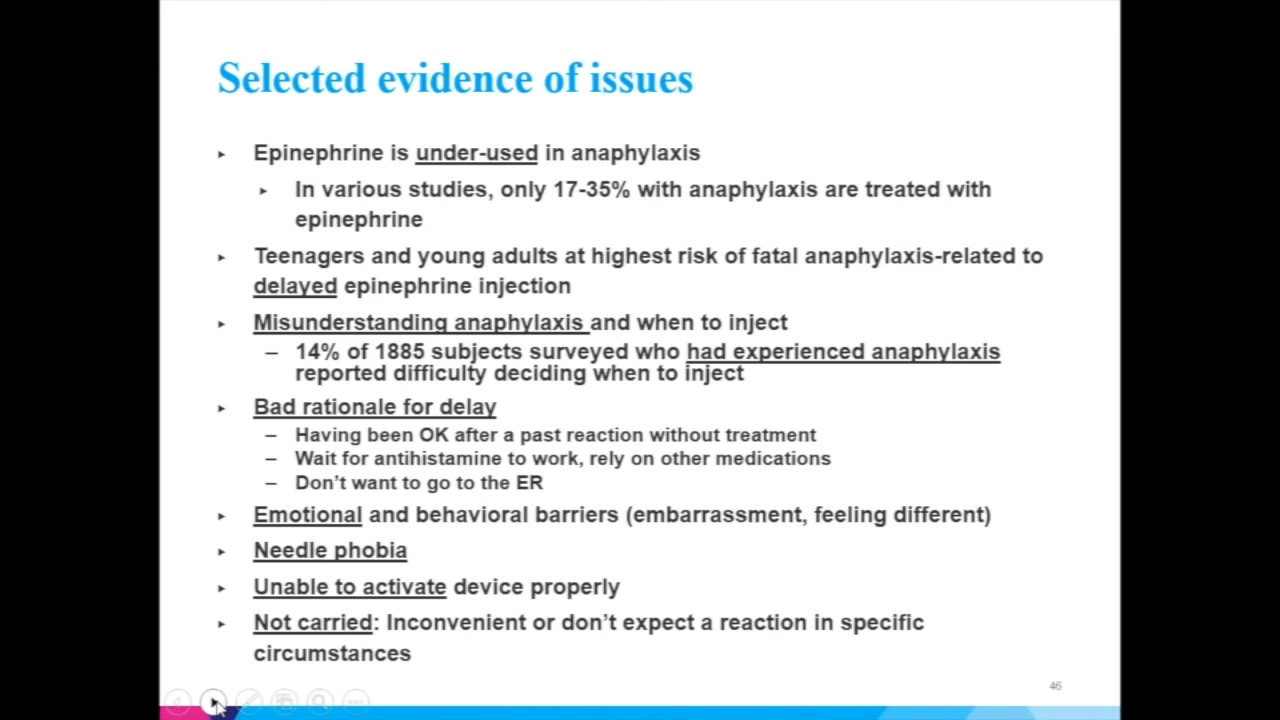 Selected evidence of issues
Epinephrine is under-used in anaphylaxis
In various studies, only 17-35% with anaphylaxis are treated with
epinephrine
Teenagers and young adults at highest risk of fatal anaphylaxis-related to
delayed epinephrine injection
Misunderstanding anaphylaxis and when to inject
– 14% of 1885 subjects surveyed who had experienced anaphylaxis
reported difficulty deciding when to inject
Bad rationale for delay
– Having been OK after a past reaction without treatment
– Wait for antihistamine to work, rely on other medications
– Don’t want to go to the ER
Emotional and behavioral barriers (embarrassment, feeling different)
Needle phobia
Unable to activate device properly
Not carried: Inconvenient or don’t expect a reaction in specific
circumstances
46